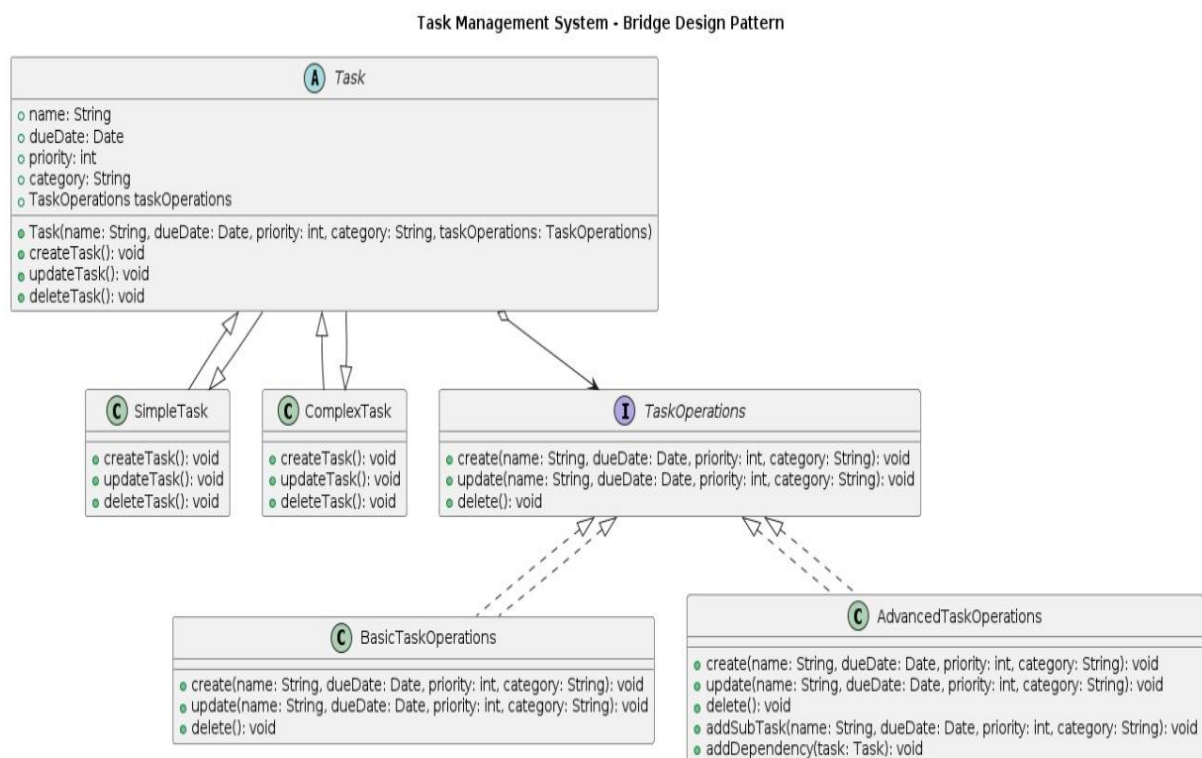 Task Management System - Bridge Design Pattern
A Task
name: String
dueDate: Date
priority: int
category: String
TaskOperations taskOperations
Task(name: String, dueDate: Date, priority: int, category: String, taskOperations: TaskOperations)
createTask(): void
updateTask(): void
deleteTask(): void
C SimpleTask
createTask(): void
updateTask(): void
deleteTask(): void
C ComplexTask
createTask(): void
updateTask(): void
deleteTask(): void
I TaskOperations
create(name: String, dueDate: Date, priority: int, category: String): void
update(name: String, dueDate: Date, priority: int, category: String): void
delete(): void
C BasicTaskOperations
create(name: String, dueDate: Date, priority: int, category: String): void
update(name: String, dueDate: Date, priority: int, category: String): void
delete(): void
C AdvancedTaskOperations
create(name: String, dueDate: Date, priority: int, category: String): void
update(name: String, dueDate: Date, priority: int, category: String): void
delete(): void
addSubTask(name: String, dueDate: Date, priority: int, category: String): void
addDependency(task: Task): void